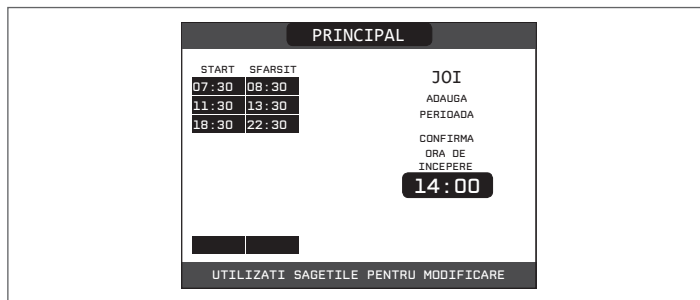 PRINCIPAL
START SFARSIT
07:30 08:30
11:30 13:30
18:30 22:30
JOI
ADAUGA
PERIOADA
CONFIRMA
ORA DE
INCEPERE
14:00
UTILIZATI SAGETILE PENTRU MODIFICARE